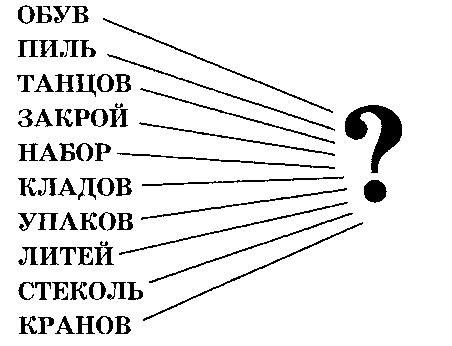 ОБУВ
ПИЛЬ
ТАНЦОВ
ЗАКРОЙ
НАБОР
КЛАДОВ
УПАКОВ
ЛИТЕЙ
СТЕКОЛЬ
КРАНОВ
?